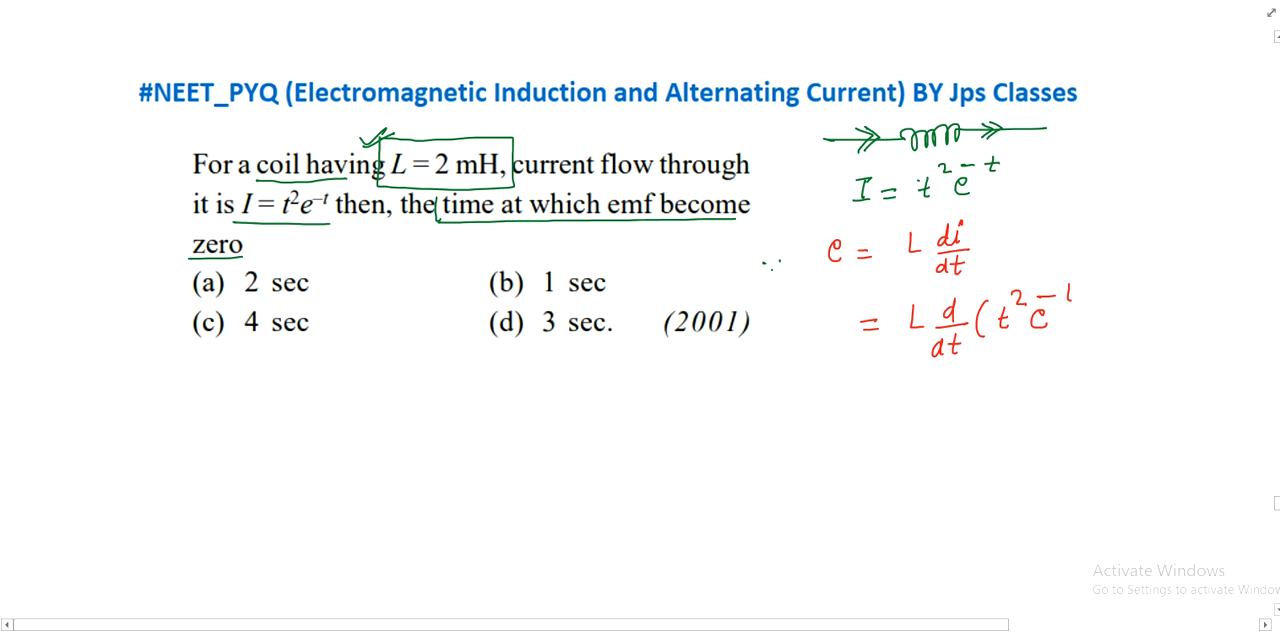 #NEET_PYQ (Electromagnetic Induction and Alternating Current) BY Jps Classes
For a coil having L = 2 mH, current flow through
it is I = t²e⁻ᵗ then, the time at which emf become
zero
(a) 2 sec (b) 1 sec
(c) 4 sec (d) 3 sec. (2001)
I = t²e⁻ᵗ
∵ e = L di/dt
= L d/dt (t²e⁻ˡ
Activate Windows
Go to Settings to activate Window